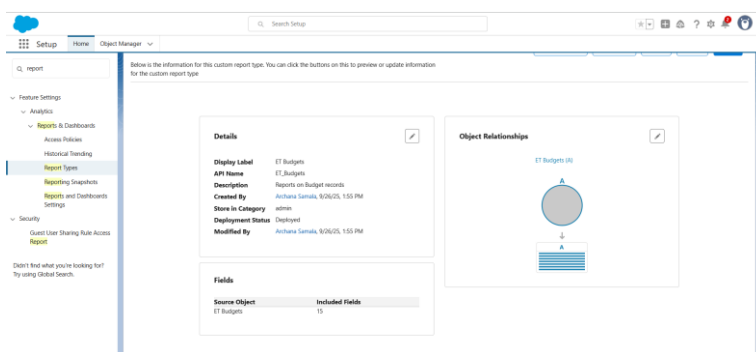 Search Setup
Setup
Home
Object Manager
report
Feature Settings
Analytics
Reports & Dashboards
Access Policies
Historical Trending
Report Types
Reporting Snapshots
Reports and Dashboards
Settings
Security
Guest User Sharing Rule Access
Report
Didn't find what you're looking for?
Try using Global Search.
Below is the information for this custom report type. You can click the buttons on this to preview or update information
for the custom report type
Details
Display Label ET Budgets
API Name ET_Budgets
Description Reports on Budget records
Created By Archana Samala, 9/26/25, 1:55 PM
Store in Category admin
Deployment Status Deployed
Modified By Archana Samala, 9/26/25, 1:55 PM
Fields
Source Object Included Fields
ET Budgets 15
Object Relationships
ET Budgets (A)
A
A